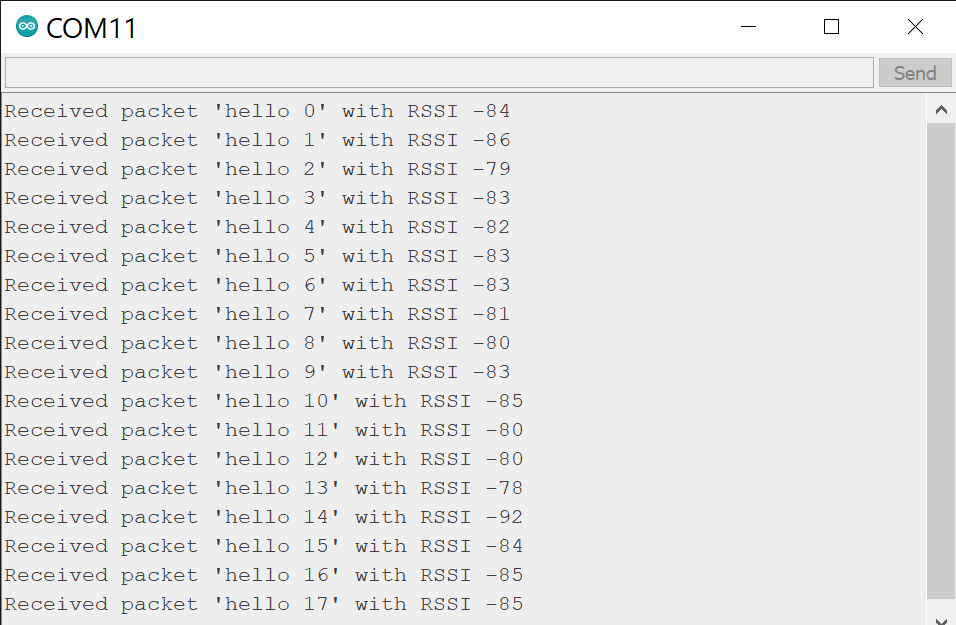 COM11
Send
Received packet 'hello 0' with RSSI -84
Received packet 'hello 1' with RSSI -86
Received packet 'hello 2' with RSSI -79
Received packet 'hello 3' with RSSI -83
Received packet 'hello 4' with RSSI -82
Received packet 'hello 5' with RSSI -83
Received packet 'hello 6' with RSSI -83
Received packet 'hello 7' with RSSI -81
Received packet 'hello 8' with RSSI -80
Received packet 'hello 9' with RSSI -83
Received packet 'hello 10' with RSSI -85
Received packet 'hello 11' with RSSI -80
Received packet 'hello 12' with RSSI -80
Received packet 'hello 13' with RSSI -78
Received packet 'hello 14' with RSSI -92
Received packet 'hello 15' with RSSI -84
Received packet 'hello 16' with RSSI -85
Received packet 'hello 17' with RSSI -85